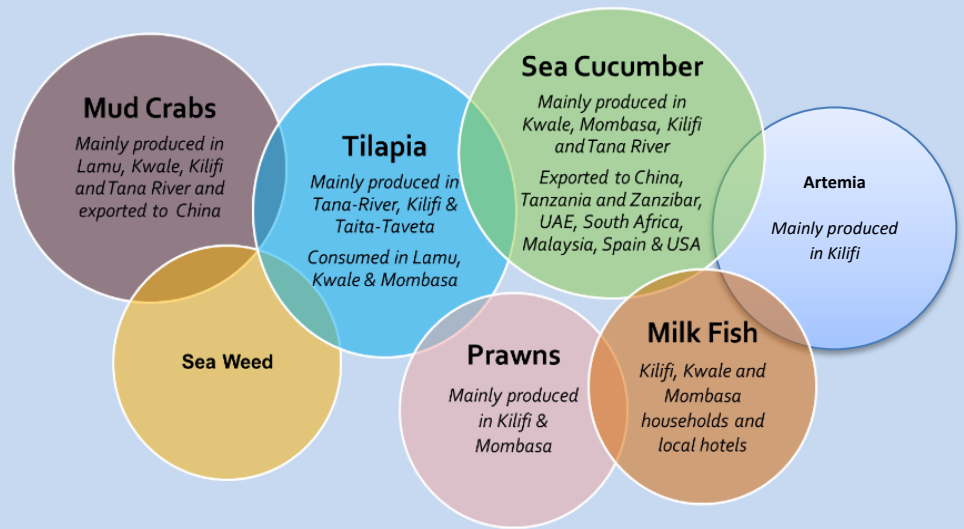 Mud Crabs
Mainly produced in
Lamu, Kwale, Kilifi
and Tana River and
exported to China
Tilapia
Mainly produced in
Tana-River, Kilifi &
Taita-Taveta
Consumed in Lamu,
Kwale & Mombasa
Sea Cucumber
Mainly produced in
Kwale, Mombasa, Kilifi
and Tana River
Exported to China,
Tanzania and Zanzibar,
UAE, South Africa,
Malaysia, Spain & USA
Artemia
Mainly produced
in Kilifi
Sea Weed
Prawns
Mainly produced
in Kilifi &
Mombasa
Milk Fish
Kilifi, Kwale and
Mombasa
households and
local hotels